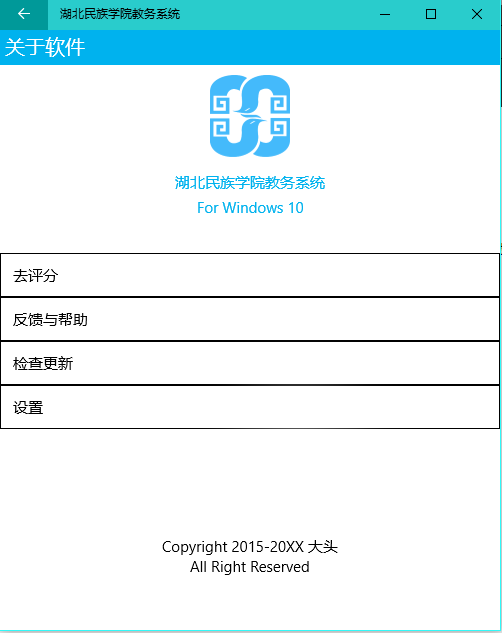 湖北民族学院教务系统
关于软件
湖北民族学院教务系统
For Windows 10
去评分
反馈与帮助
检查更新
设置
Copyright 2015-20XX 大头
All Right Reserved